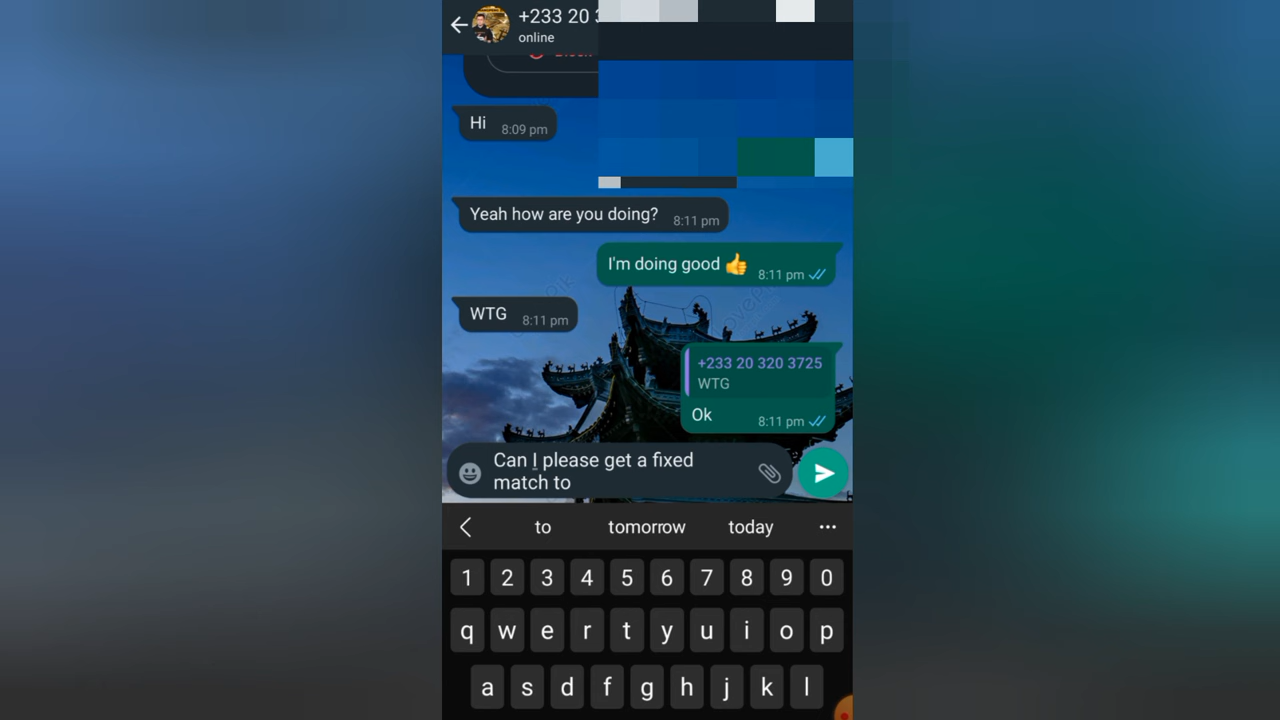 +233 20
online
Hi
8:09 pm
Yeah how are you doing?
8:11 pm
I'm doing good 👍
8:11 pm
WTG
8:11 pm
+233 20 320 3725
WTG
Ok
8:11 pm
Can I please get a fixed
match to
to tomorrow today
1 2 3 4 5 6 7 8 9 0
q w e r t y u i o p
a s d f g h j k l